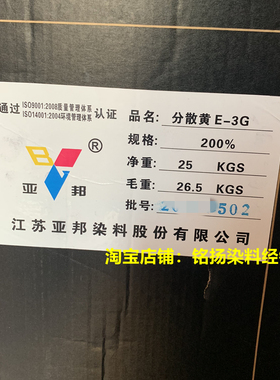 通过 ISO9001:2008质量管理体系 认证
ISO14001:2004环境管理体系
品名: 分散黄 E-3G
规格: 200%
净重: 25 KGS
毛重: 26.5 KGS
批号: 502
亚邦 ®
江苏亚邦染料股份有限公司
淘宝店铺：铭扬染料经